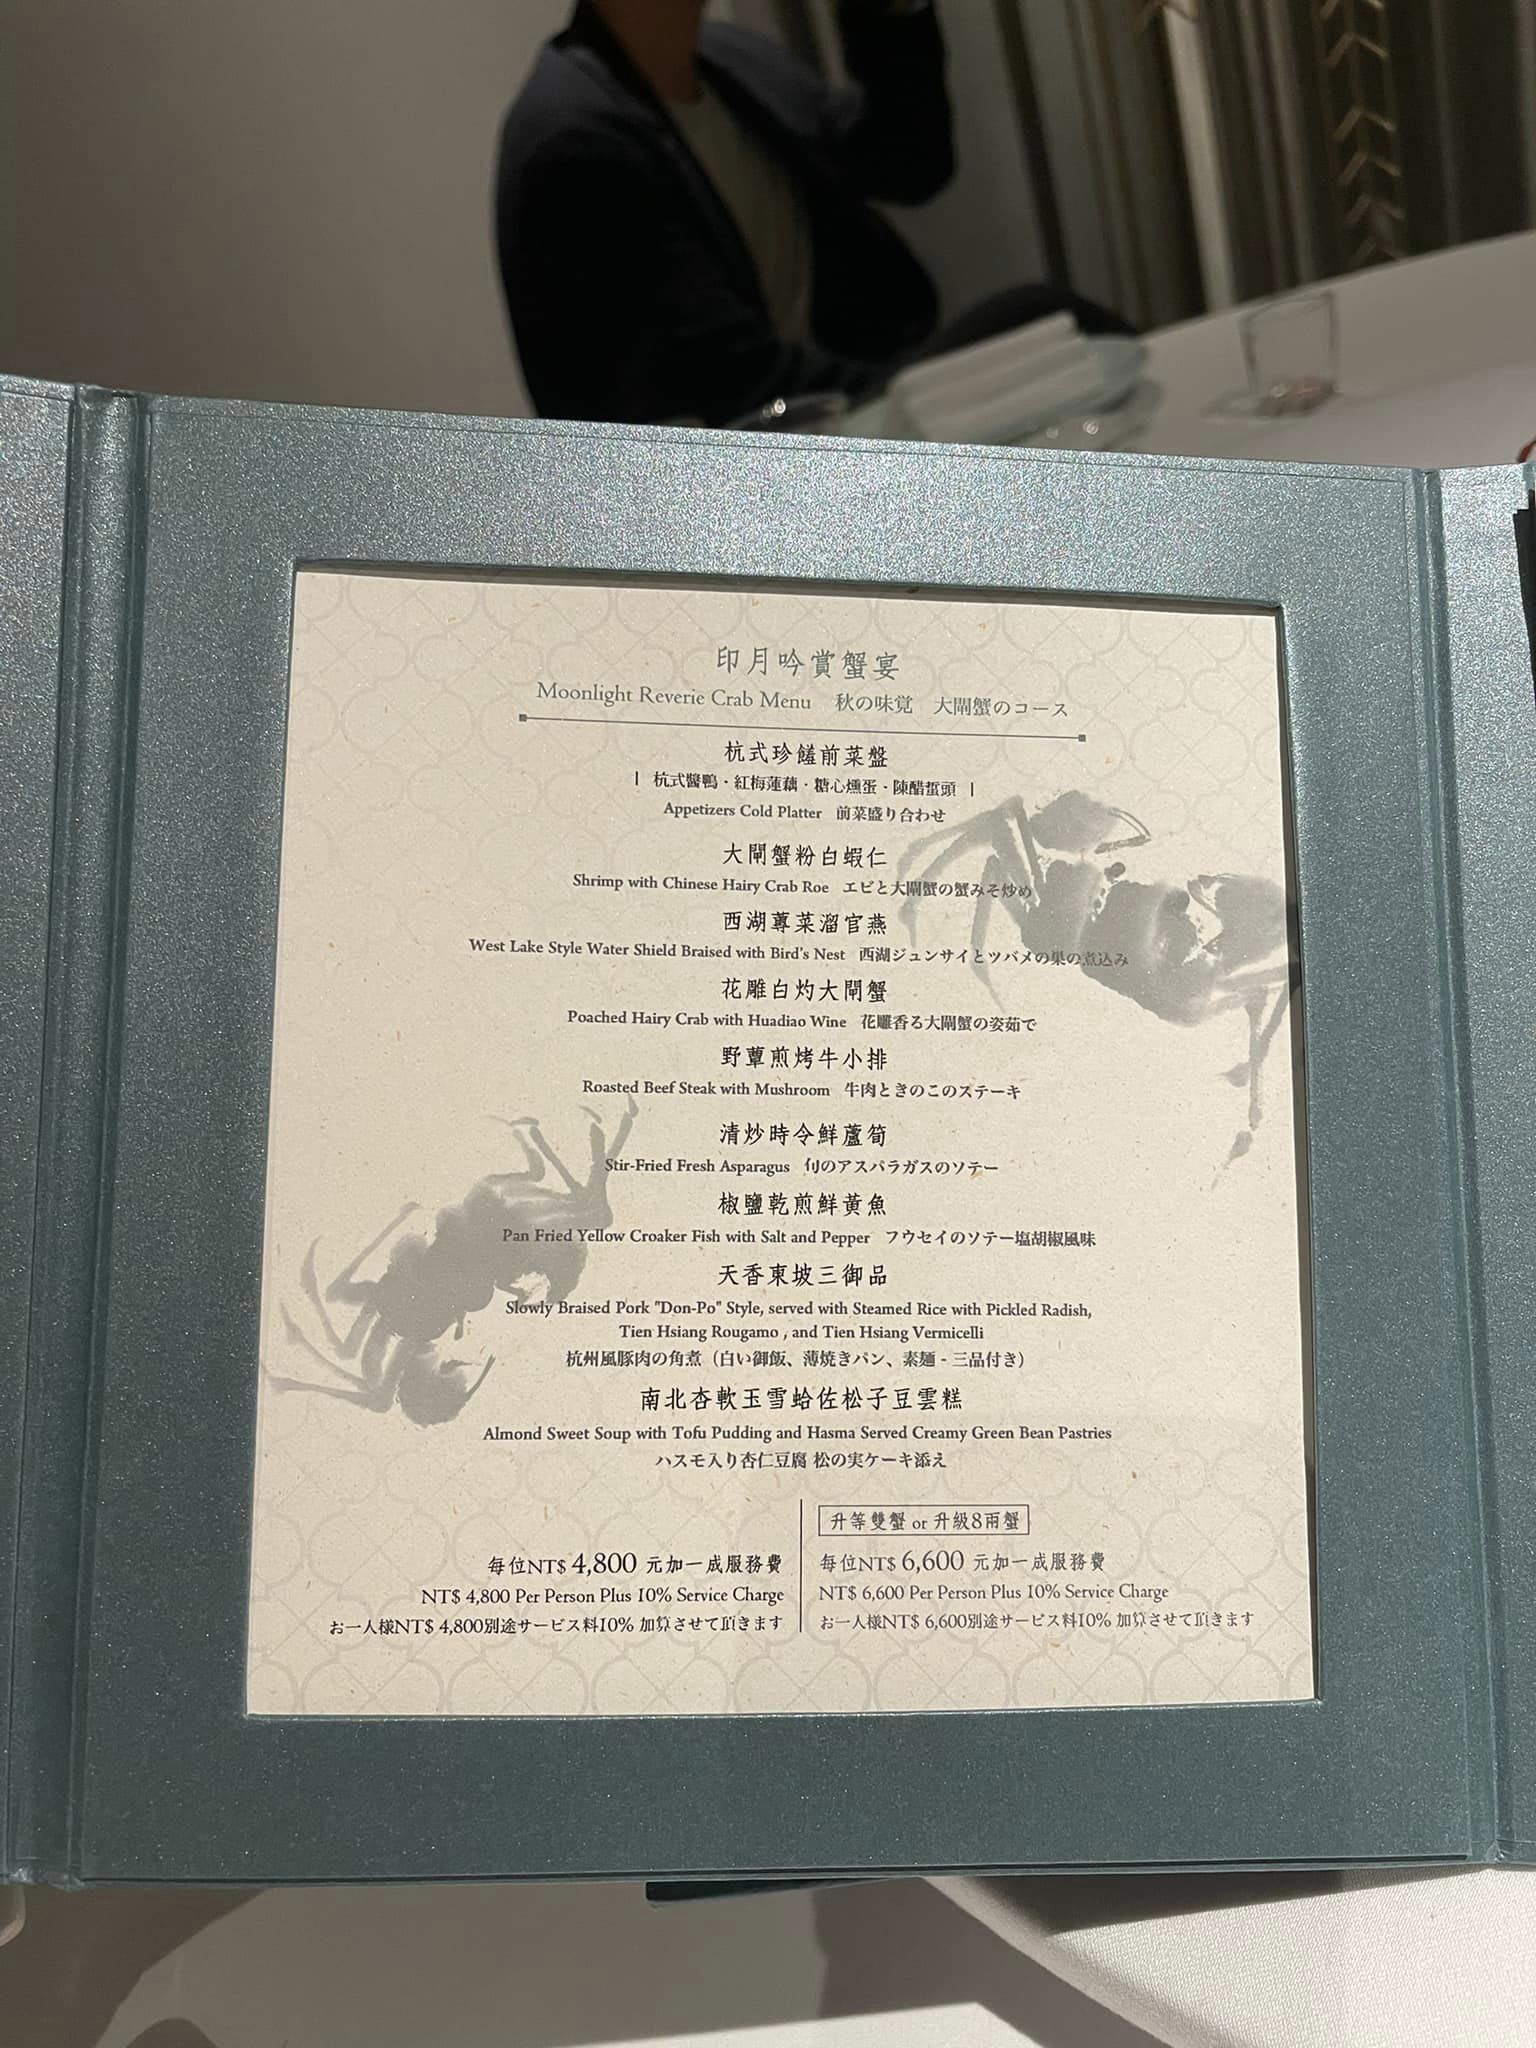 印月吟賞蟹宴
Moonlight Reverie Crab Menu 秋の味覚 大閘蟹のコース
杭式珍饈前菜盤
| 杭式醬鴨·紅梅蓮藕·糖心燻蛋·陳醋蜇頭 |
Appetizers Cold Platter 前菜盛り合わせ
大閘蟹粉白蝦仁
Shrimp with Chinese Hairy Crab Roe エビと大閘蟹の蟹みそ炒め
西湖蓴菜溜官燕
West Lake Style Water Shield Braised with Bird's Nest 西湖ジュンサイとツバメの巣の煮込み
花雕白灼大閘蟹
Poached Hairy Crab with Huadiao Wine 花雕香る大閘蟹の姿茹で
野蕈煎烤牛小排
Roasted Beef Steak with Mushroom 牛肉ときのこのステーキ
清炒時令鮮蘆筍
Stir-Fried Fresh Asparagus 旬のアスパラガスのソテー
椒鹽乾煎鮮黃魚
Pan Fried Yellow Croaker Fish with Salt and Pepper フウセイのソテー塩胡椒風味
天香東坡三御品
Slowly Braised Pork "Don-Po" Style, served with Steamed Rice with Pickled Radish,
Tien Hsiang Rougamo , and Tien Hsiang Vermicelli
杭州風豚肉の角煮（白い御飯、薄焼きパン、素麺 - 三品付き）
南北杏軟玉雪蛤佐松子豆雲糕
Almond Sweet Soup with Tofu Pudding and Hasma Served Creamy Green Bean Pastries
ハスモ入り杏仁豆腐 松の実ケーキ添え
每位NT$ 4,800 元加一成服務費
NT$ 4,800 Per Person Plus 10% Service Charge
お一人様NT$ 4,800別途サービス料10% 加算させて頂きます
升等雙蟹 or 升級8兩蟹
每位NT$ 6,600 元加一成服務費
NT$ 6,600 Per Person Plus 10% Service Charge
お一人様NT$ 6,600別途サービス料10% 加算させて頂きます